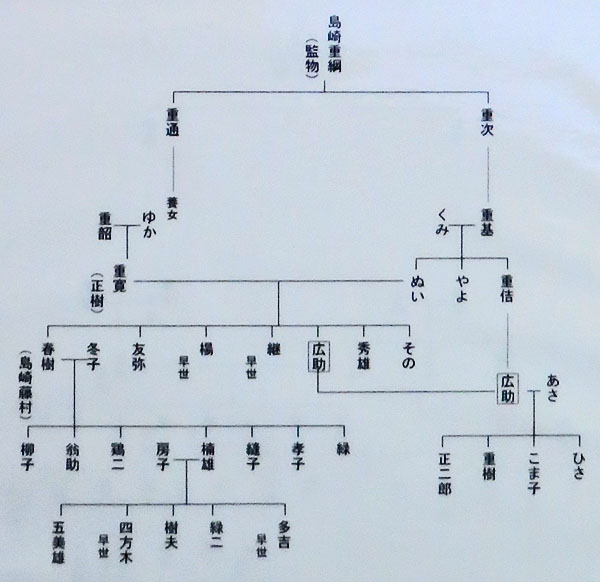 島崎重綱
（監物）
重次
重通
養女
重基
くみ
ゆか
重韶
重佶
やよ
ぬい
重寛
（正樹）
その
秀雄
広助
継
早世
楊
早世
友弥
冬子
春樹
（島崎藤村）
あさ
広助
ひさ
こま子
重樹
正二郎
緑
孝子
縫子
楠雄
房子
鶏二
翁助
柳子
多吉
早世
緑二
樹夫
四方木
早世
五美雄